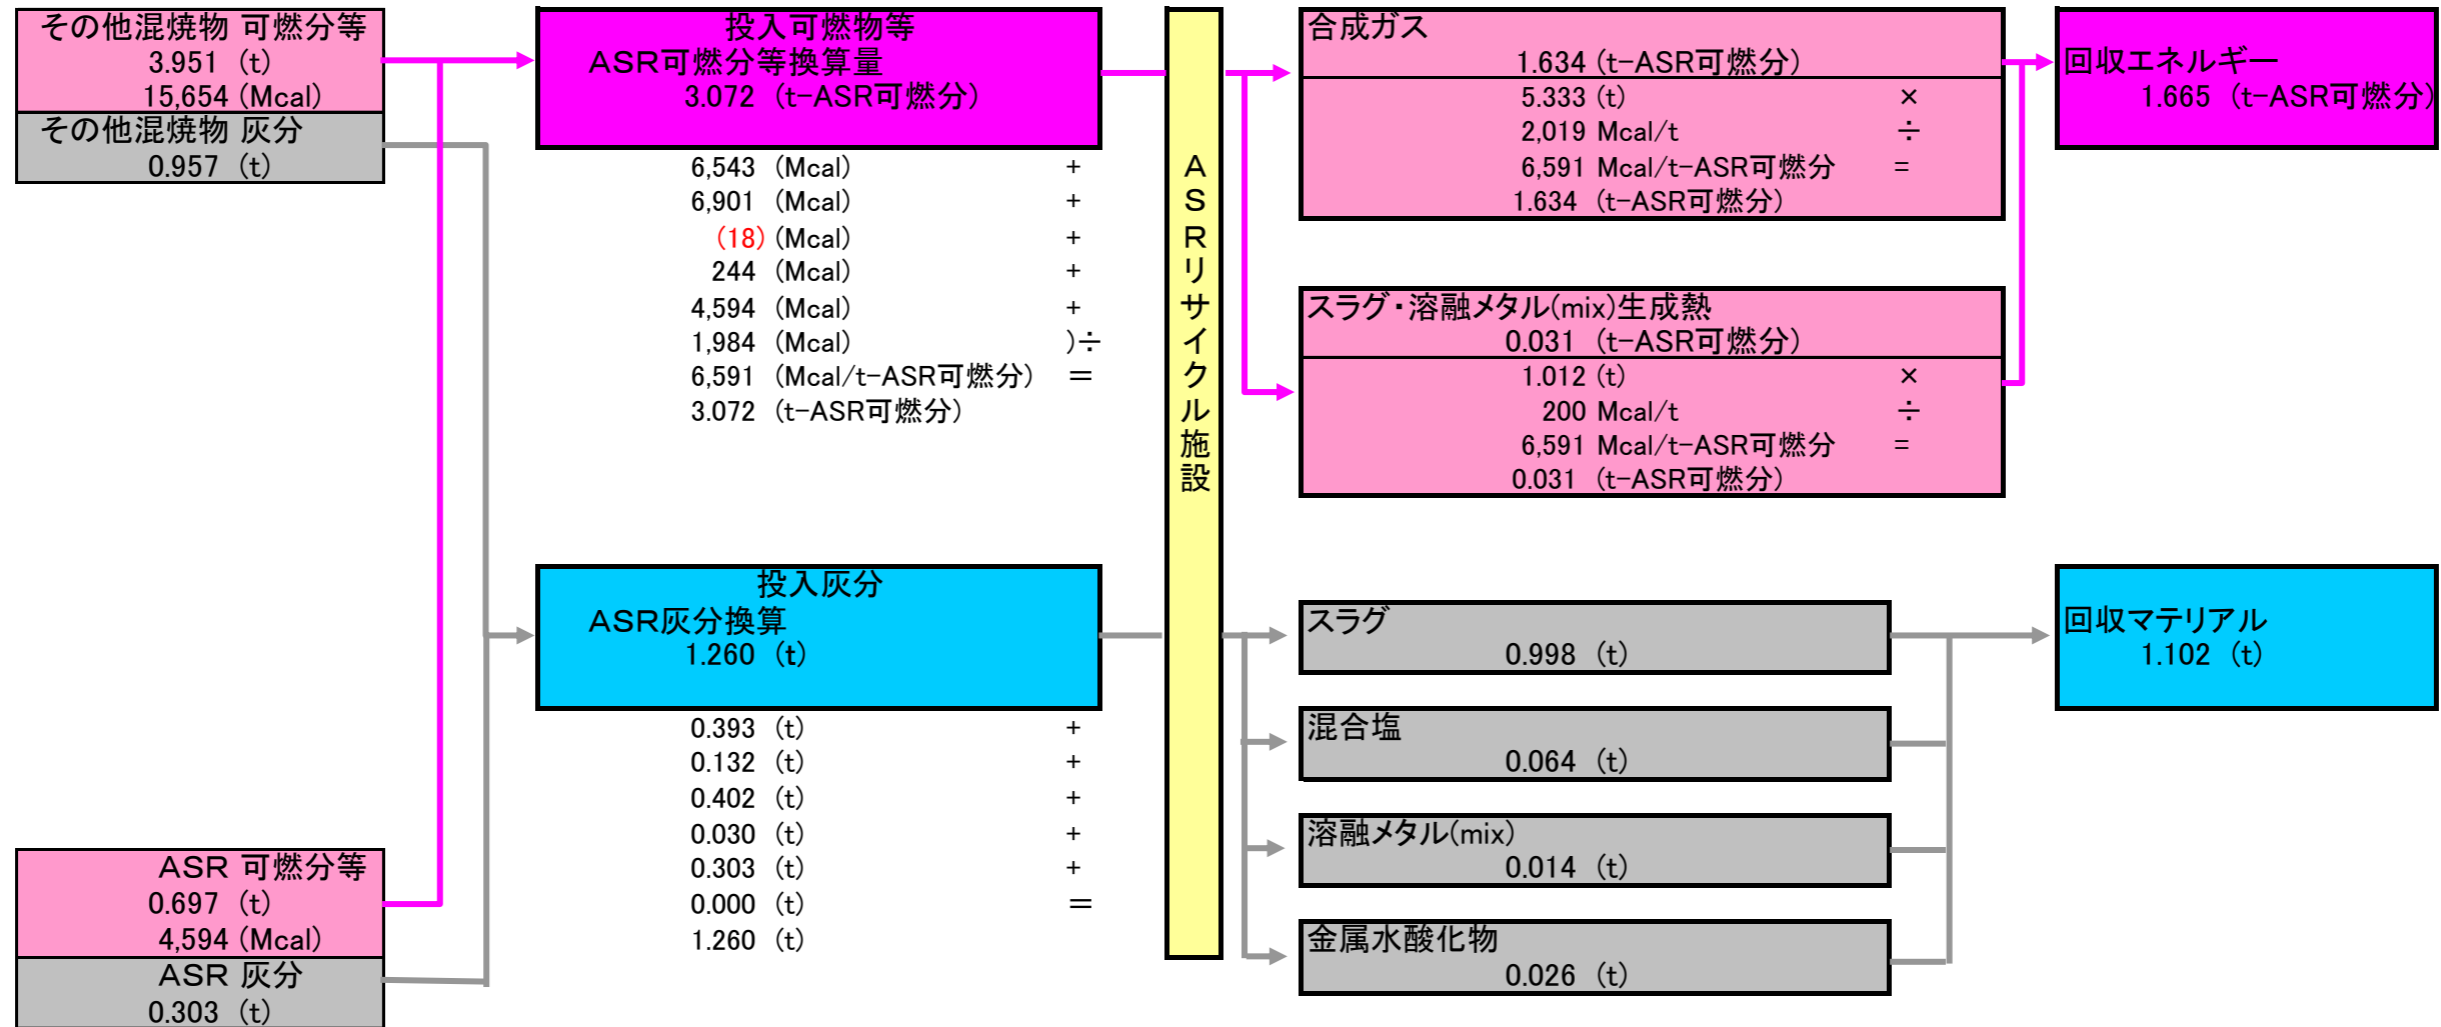 その他混焼物 可燃分等
3.951 (t)
15,654 (Mcal)
その他混焼物 灰分
0.957 (t)
ASR 可燃分等
0.697 (t)
4,594 (Mcal)
ASR 灰分
0.303 (t)
投入可燃物等
ASR可燃分等換算量
3.072 (t-ASR可燃分)
6,543 (Mcal) +
6,901 (Mcal) +
(18) (Mcal) +
244 (Mcal) +
4,594 (Mcal) +
1,984 (Mcal) )÷
6,591 (Mcal/t-ASR可燃分) =
3.072 (t-ASR可燃分)
投入灰分
ASR灰分換算
1.260 (t)
0.393 (t) +
0.132 (t) +
0.402 (t) +
0.030 (t) +
0.303 (t) +
0.000 (t) =
1.260 (t)
ASRリサイクル施設
合成ガス
1.634 (t-ASR可燃分)
5.333 (t) ×
2,019 Mcal/t ÷
6,591 Mcal/t-ASR可燃分 =
1.634 (t-ASR可燃分)
スラグ・溶融メタル(mix)生成熱
0.031 (t-ASR可燃分)
1.012 (t) ×
200 Mcal/t ÷
6,591 Mcal/t-ASR可燃分 =
0.031 (t-ASR可燃分)
スラグ
0.998 (t)
混合塩
0.064 (t)
溶融メタル(mix)
0.014 (t)
金属水酸化物
0.026 (t)
回収エネルギー
1.665 (t-ASR可燃分)
回収マテリアル
1.102 (t)